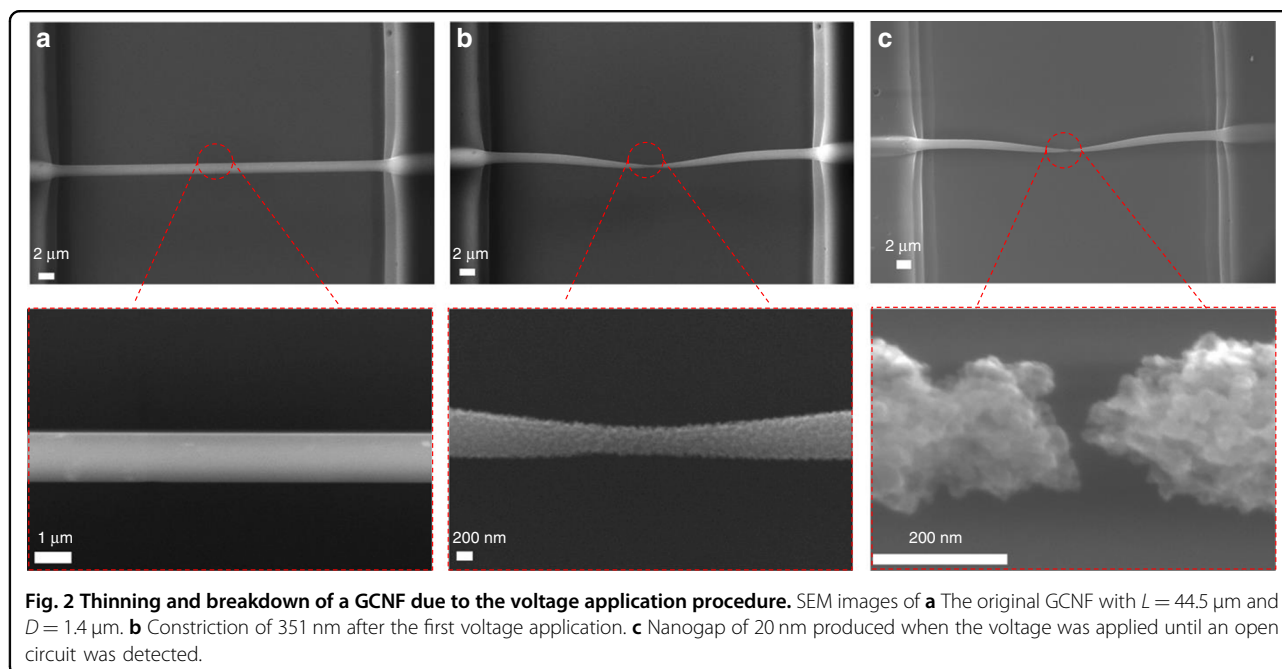 a
b
c
2 μm
2 μm
2 μm
1 μm
200 nm
200 nm
Fig. 2 Thinning and breakdown of a GCNF due to the voltage application procedure. SEM images of a The original GCNF with L = 44.5 μm and
D = 1.4 μm. b Constriction of 351 nm after the first voltage application. c Nanogap of 20 nm produced when the voltage was applied until an open
circuit was detected.